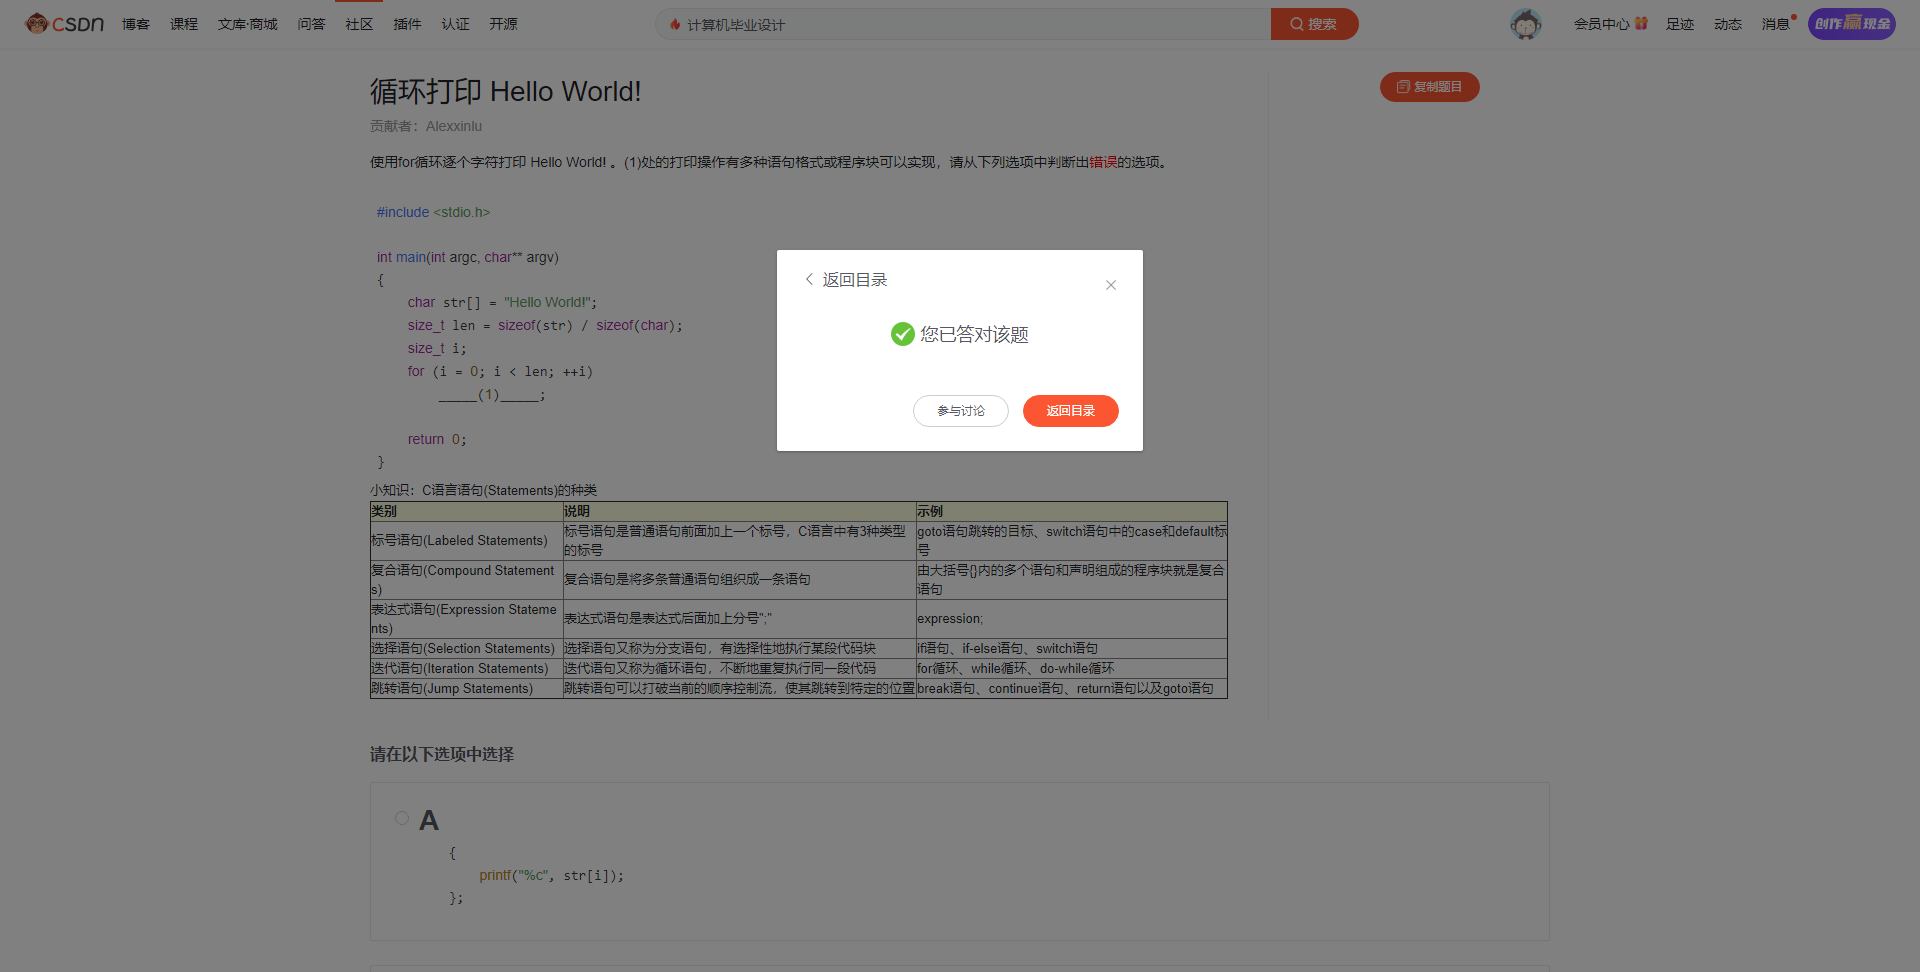 CSDN 博客 课程 文库·商城 问答 社区 插件 认证 开源 计算机毕业设计 搜索 会员中心 足迹 动态 消息 创作赢现金
循环打印 Hello World!
复制题目
贡献者：Alexxinlu
使用for循环逐个字符打印 Hello World! 。(1)处的打印操作有多种语句格式或程序块可以实现，请从下列选项中判断出错误的选项。
#include <stdio.h>
int main(int argc, char** argv)
{
char str[] = "Hello World!";
size_t len = sizeof(str) / sizeof(char);
size_t i;
for (i = 0; i < len; ++i)
_____(1)_____;
return 0;
}
返回目录
您已答对该题
参与讨论 返回目录
小知识：C语言语句(Statements)的种类
类别 说明 示例
标号语句(Labeled Statements) 标号语句是普通语句前面加上一个标号，C语言中有3种类型的标号 goto语句跳转的目标、switch语句中的case和default标号
复合语句(Compound Statements) 复合语句是将多条普通语句组织成一条语句 由大括号{}内的多个语句和声明组成的程序块就是复合语句
表达式语句(Expression Statements) 表达式语句是表达式后面加上分号";" expression;
选择语句(Selection Statements) 选择语句又称为分支语句，有选择性地执行某段代码块 if语句、if-else语句、switch语句
迭代语句(Iteration Statements) 迭代语句又称为循环语句，不断地重复执行同一段代码 for循环、while循环、do-while循环
跳转语句(Jump Statements) 跳转语句可以打破当前的顺序控制流，使其跳转到特定的位置 break语句、continue语句、return语句以及goto语句
请在以下选项中选择
A
{
printf("%c", str[i]);
};